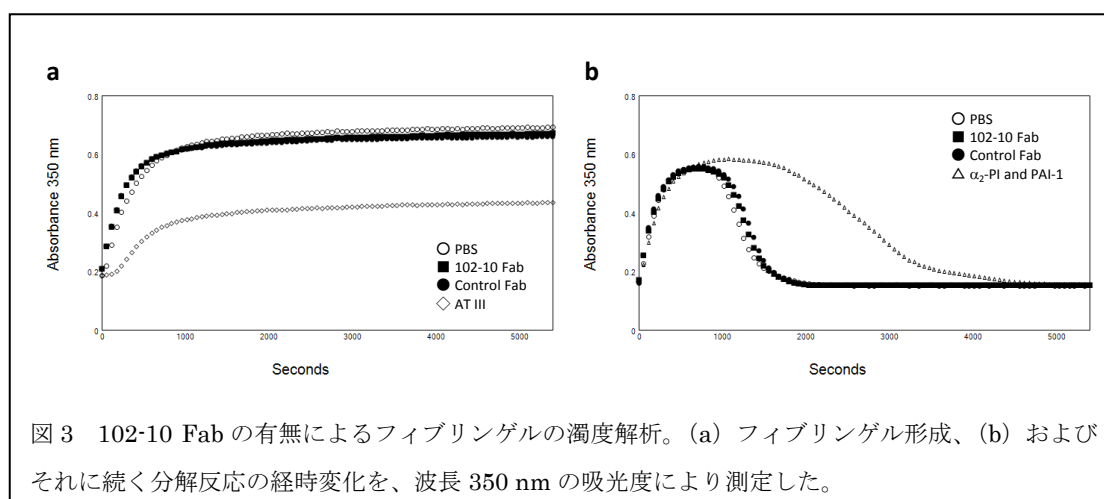 a
0.8
0.6
0.4
0.2
0
Absorbance 350 nm
0 1000 2000 3000 4000 5000
Seconds
PBS
102-10 Fab
Control Fab
AT III
b
0.8
0.6
0.4
0.2
0
Absorbance 350 nm
0 1000 2000 3000 4000 5000
Seconds
PBS
102-10 Fab
Control Fab
α2-PI and PAI-1
図 3 102-10 Fab の有無によるフィブリンゲルの濁度解析。(a) フィブリンゲル形成、(b) および
それに続く分解反応の経時変化を、波長 350 nm の吸光度により測定した。